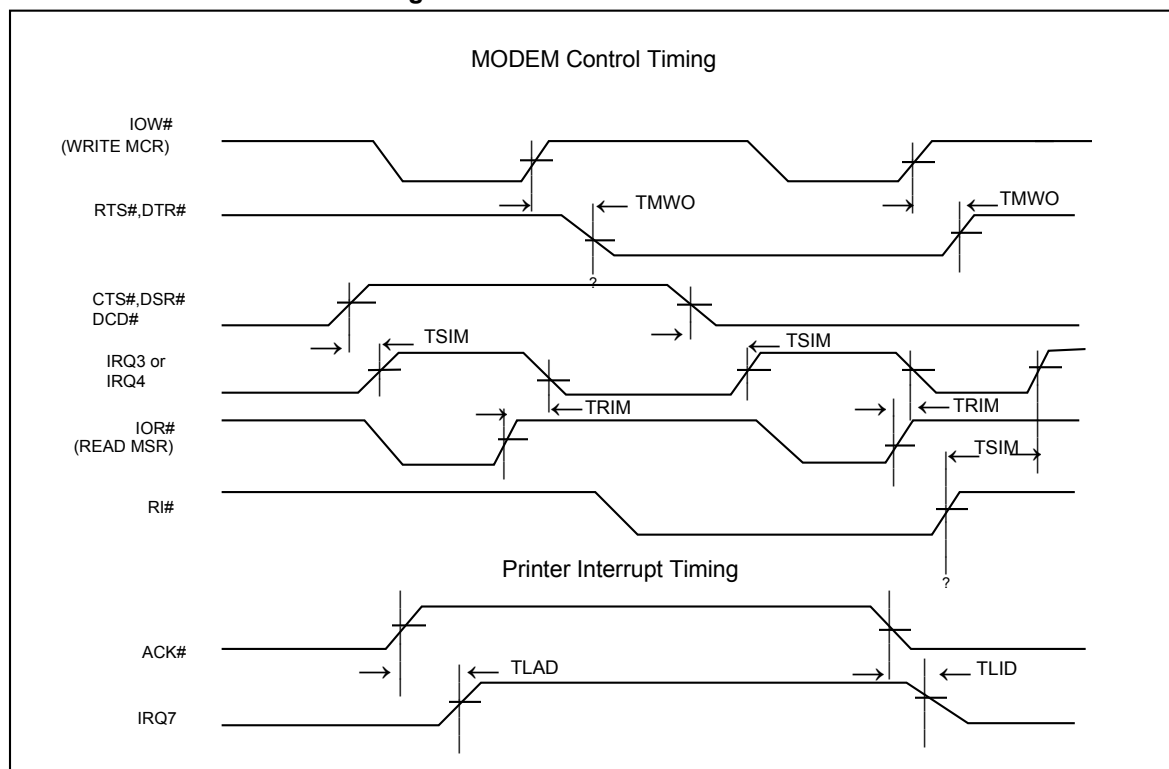 g
MODEM Control Timing
IOW#
(WRITE MCR)
RTS#,DTR#
TMWO
TMWO
?
CTS#,DSR#
DCD#
TSIM
TSIM
IRQ3 or
IRQ4
TRIM
TRIM
IOR#
(READ MSR)
TSIM
RI#
?
Printer Interrupt Timing
ACK#
TLAD
TLID
IRQ7